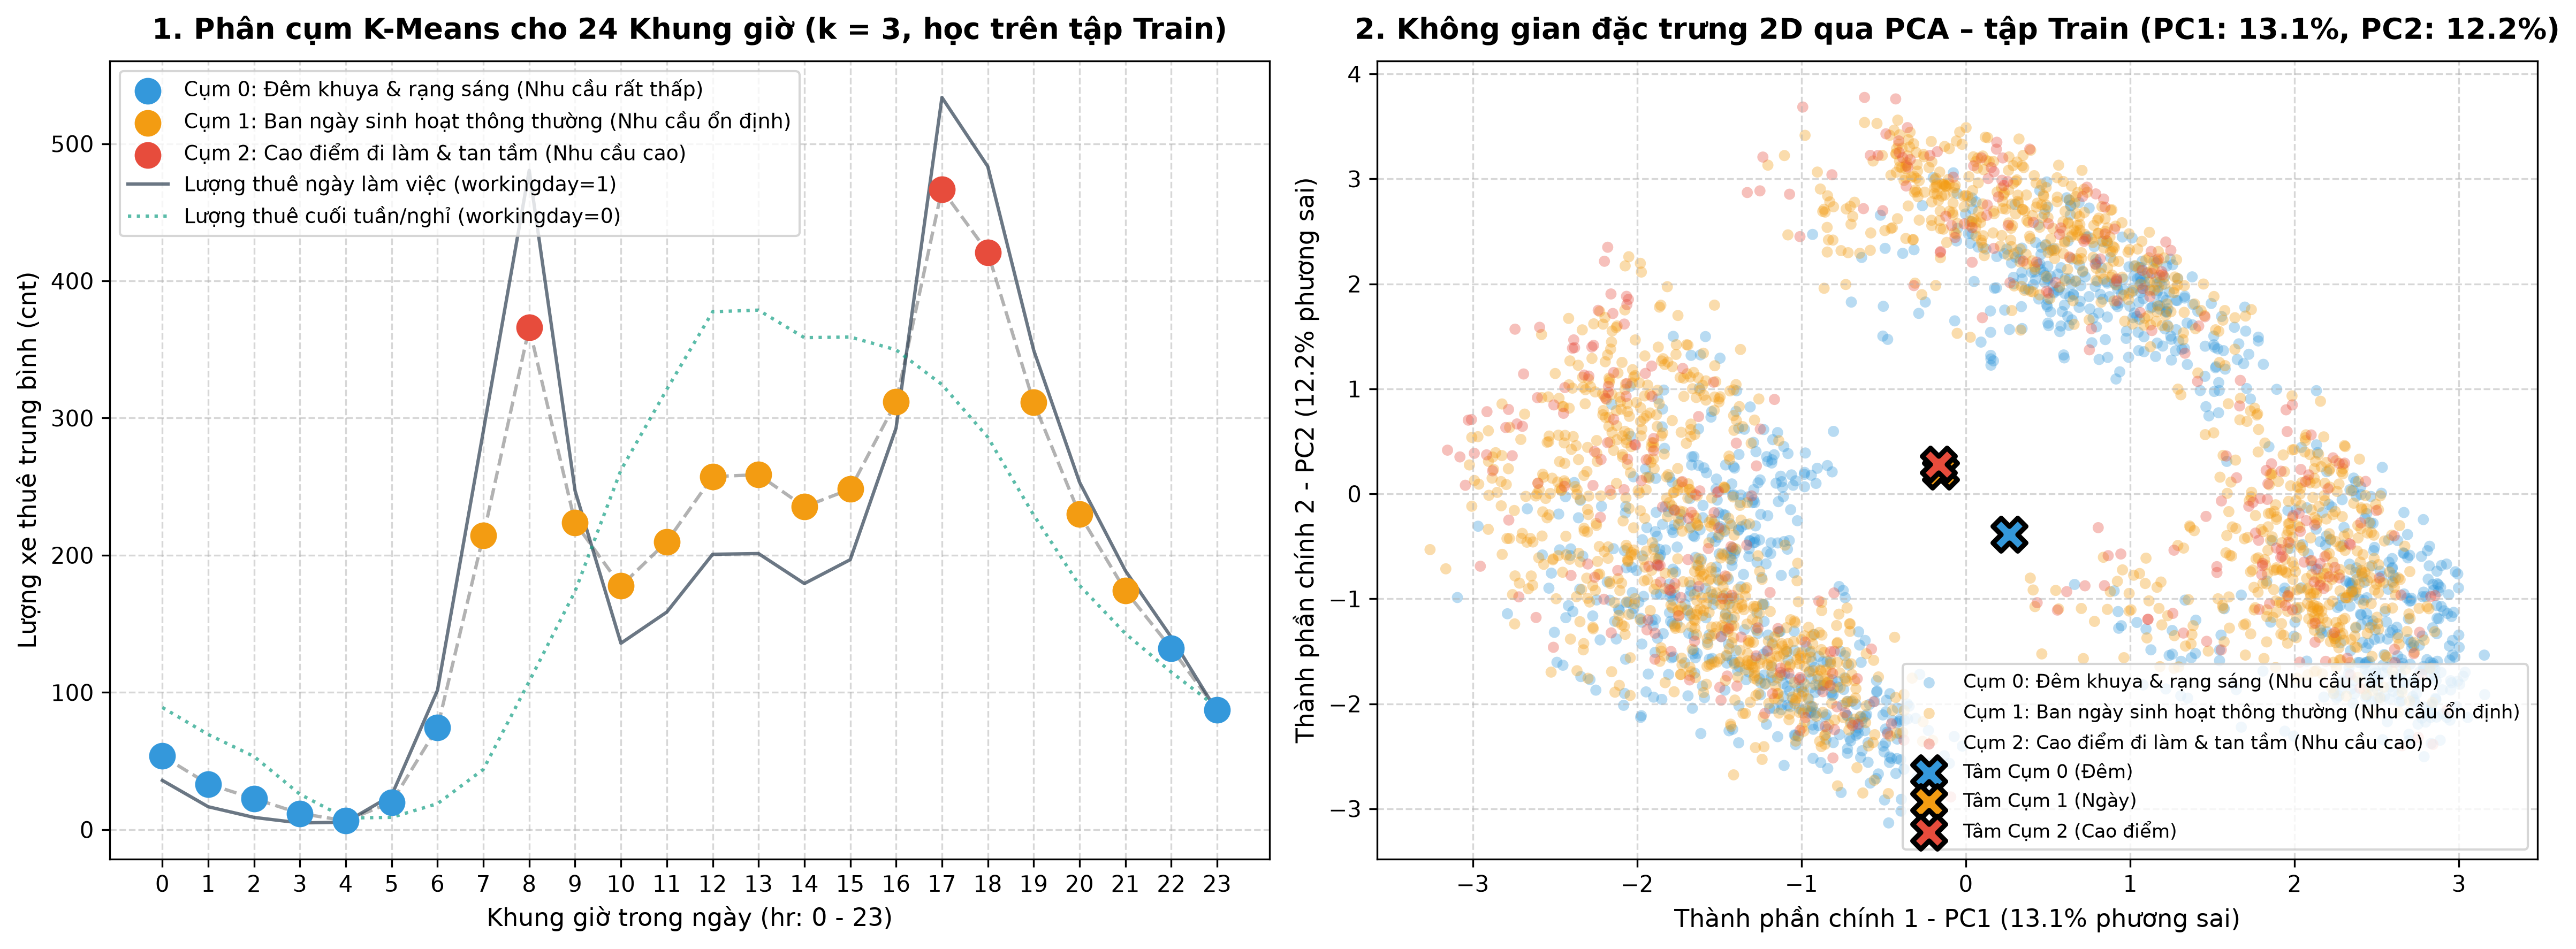 1. Phân cụm K-Means cho 24 Khung giờ (k = 3, học trên tập Train)
Cụm 0: Đêm khuya & rạng sáng (Nhu cầu rất thấp)
Cụm 1: Ban ngày sinh hoạt thông thường (Nhu cầu ổn định)
Cụm 2: Cao điểm đi làm & tan tầm (Nhu cầu cao)
Lượng thuê ngày làm việc (workingday=1)
Lượng thuê cuối tuần/nghỉ (workingday=0)
Lượng xe thuê trung bình (cnt)
500
400
300
200
100
0
0 1 2 3 4 5 6 7 8 9 10 11 12 13 14 15 16 17 18 19 20 21 22 23
Khung giờ trong ngày (hr: 0 - 23)
2. Không gian đặc trưng 2D qua PCA – tập Train (PC1: 13.1%, PC2: 12.2%)
Thành phần chính 2 - PC2 (12.2% phương sai)
4
3
2
1
0
−1
−2
−3
Cụm 0: Đêm khuya & rạng sáng (Nhu cầu rất thấp)
Cụm 1: Ban ngày sinh hoạt thông thường (Nhu cầu ổn định)
Cụm 2: Cao điểm đi làm & tan tầm (Nhu cầu cao)
Tâm Cụm 0 (Đêm)
Tâm Cụm 1 (Ngày)
Tâm Cụm 2 (Cao điểm)
−3 −2 −1 0 1 2 3
Thành phần chính 1 - PC1 (13.1% phương sai)